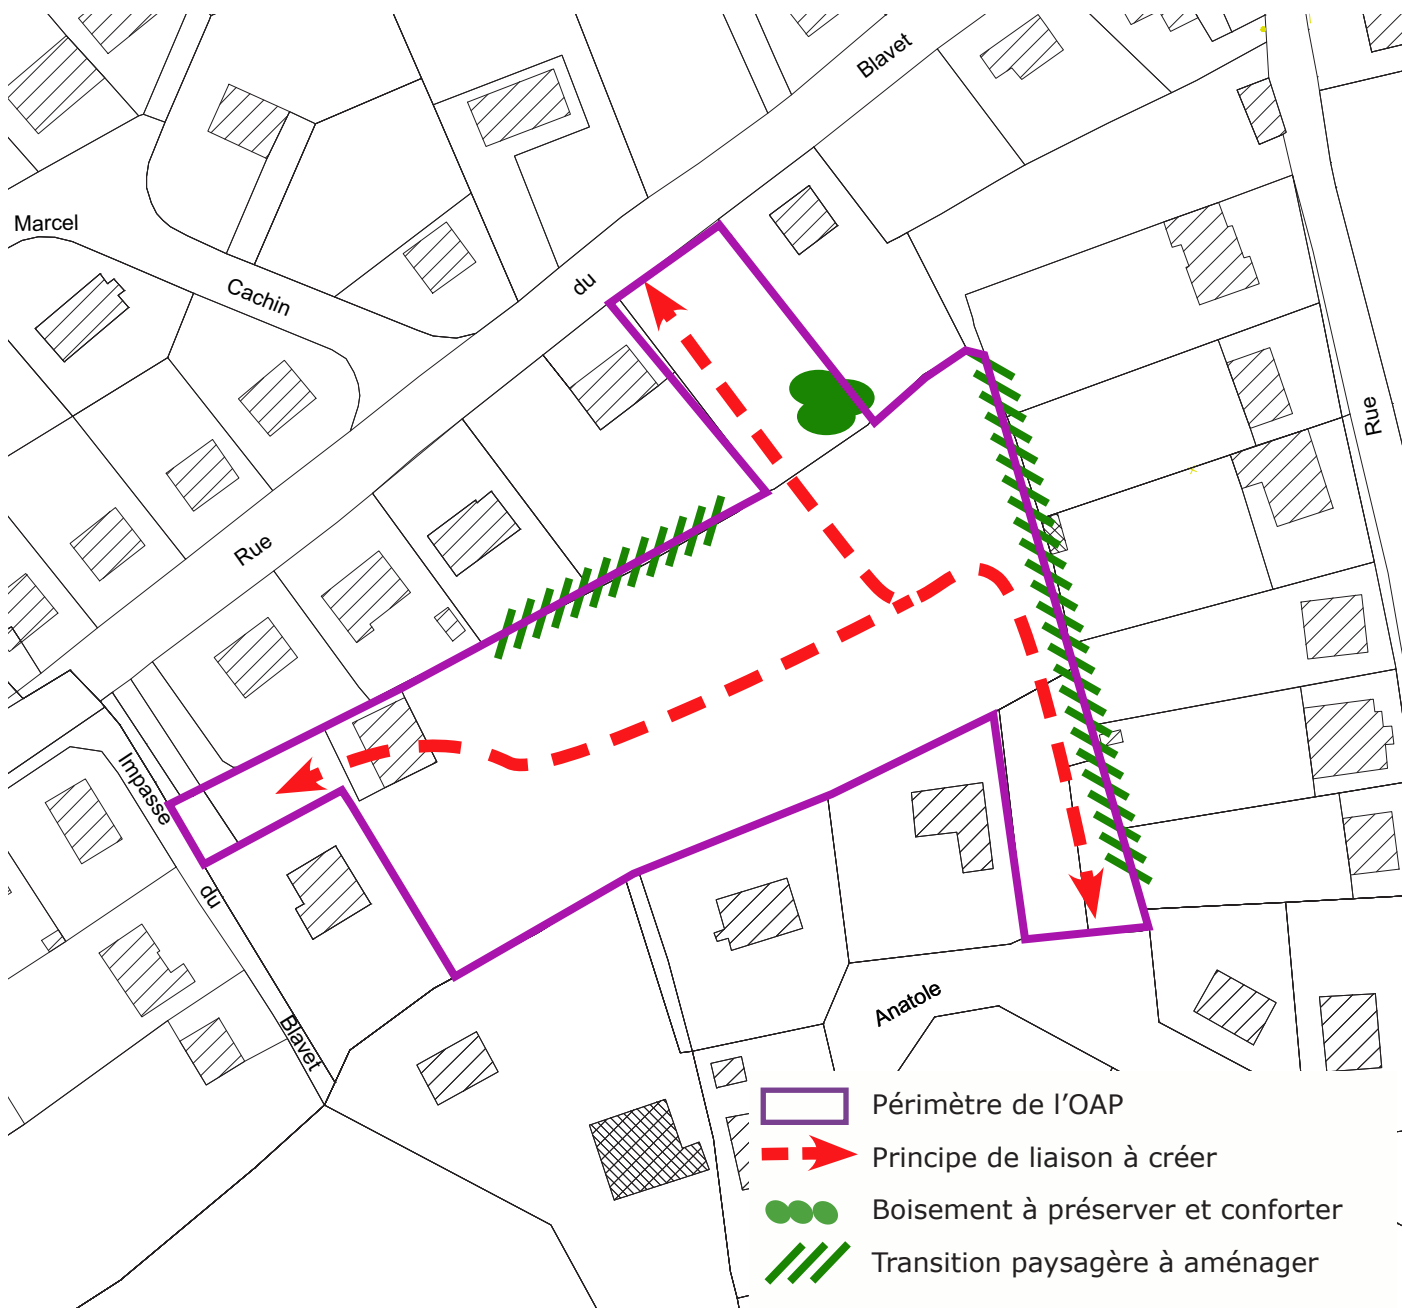 Blavet
du
Rue
Marcel
Cachin
Rue
Impasse
du
Blavet
Anatole
Périmètre de l’OAP
Principe de liaison à créer
Boisement à préserver et conforter
Transition paysagère à aménager